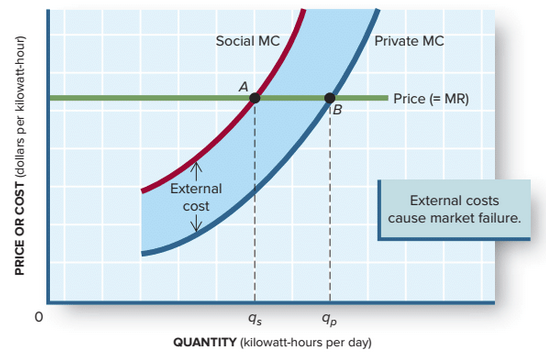 Social MC
Private MC
A
Price (= MR)
B
External
cost
External costs
cause market failure.
PRICE OR COST (dollars per kilowatt-hour)
0
qs
qp
QUANTITY (kilowatt-hours per day)